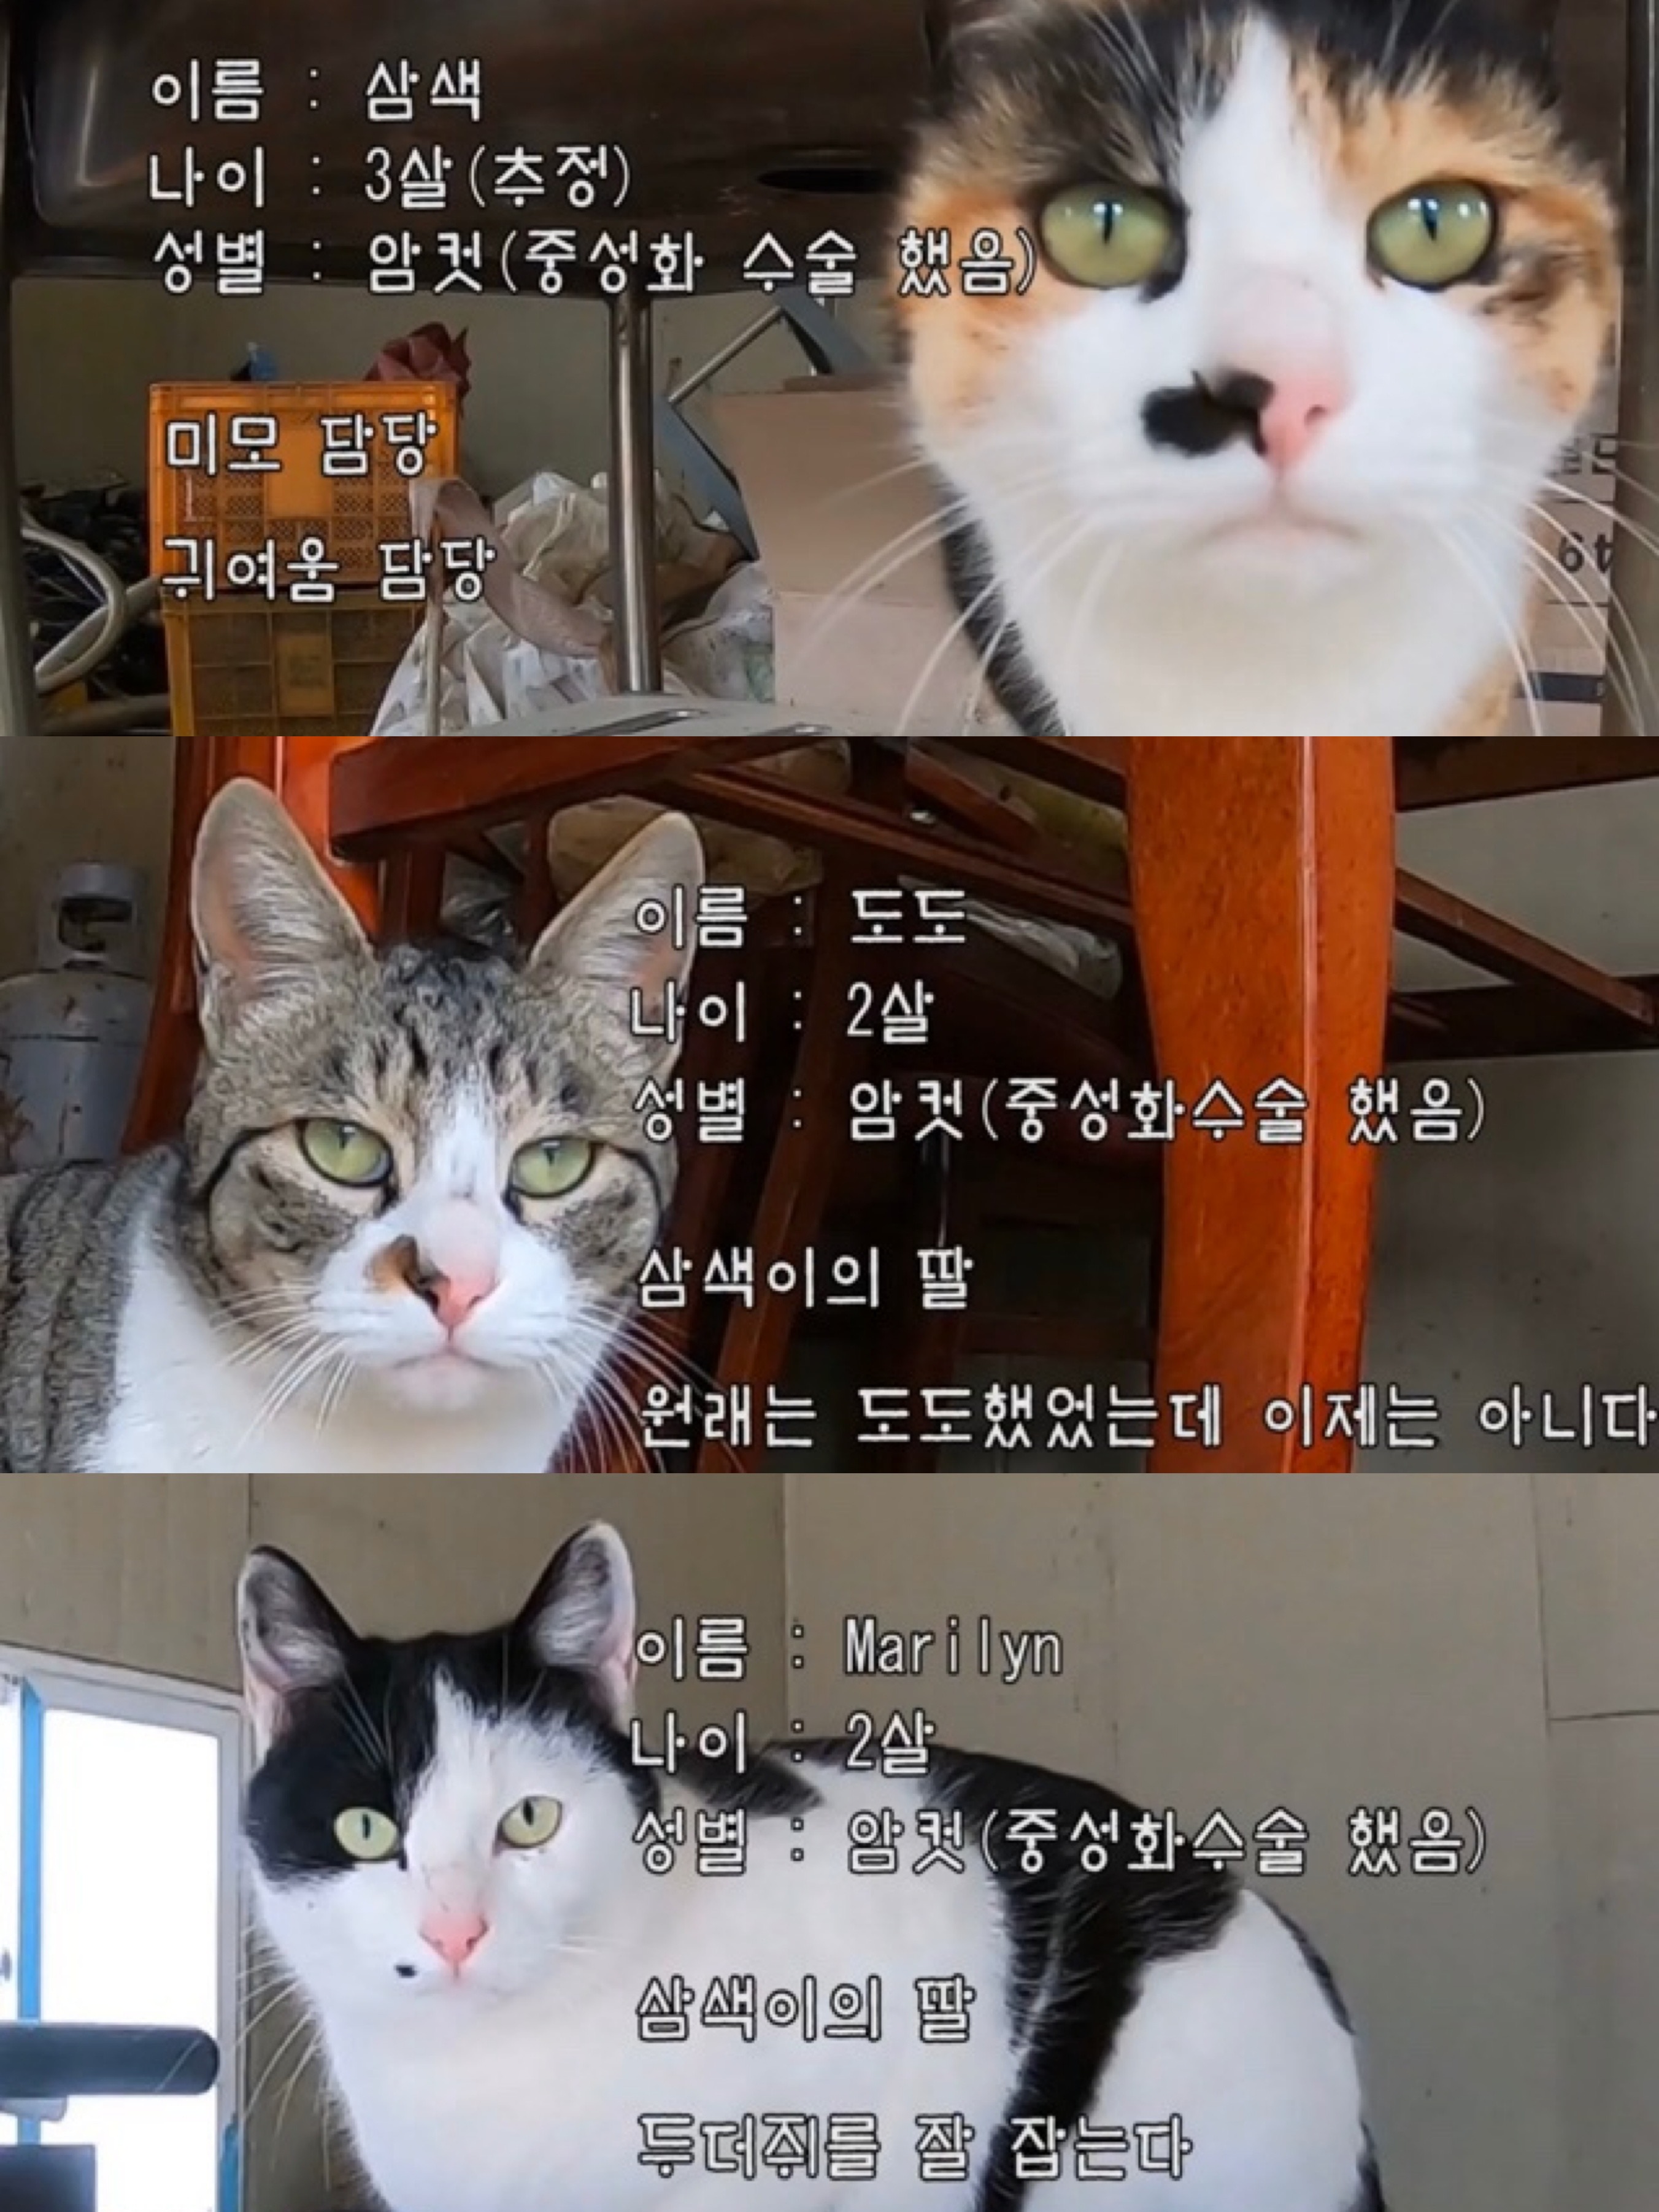 이름 : 삼색
나이 : 3살(추정)
성별 : 암컷(중성화 수술 했음)
미모 담당
귀여움 담당
이름 : 도도
나이 : 2살
성별 : 암컷(중성화수술 했음)
삼색이의 딸
원래는 도도했었는데 이제는 아니다
이름 : Marilyn
나이 : 2살
성별 : 암컷(중성화수술 했음)
삼색이의 딸
두더쥐를 잘 잡는다